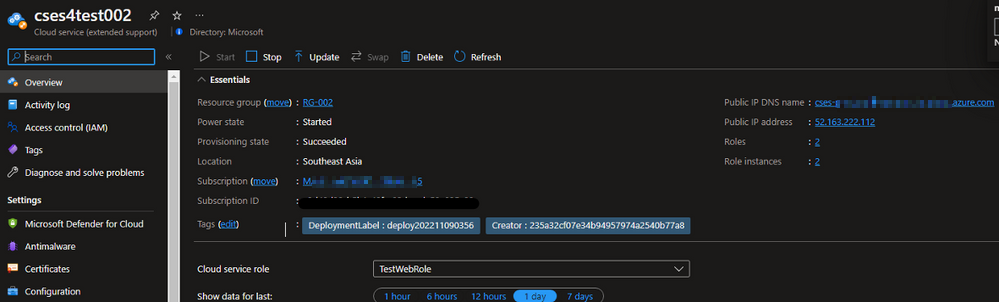 cses4test002
Cloud service (extended support)
Directory: Microsoft
Search
Start Stop Update Swap Delete Refresh
Overview
Activity log
Access control (IAM)
Tags
Diagnose and solve problems
Settings
Microsoft Defender for Cloud
Antimalware
Certificates
Configuration
Essentials
Resource group (move) : RG-002
Power state : Started
Provisioning state : Succeeded
Location : Southeast Asia
Subscription (move) :
Subscription ID :
Tags (edit) : DeploymentLabel : deploy202211090356 Creator : 235a32cf07e34b94957974a2540b77a8
Public IP DNS name : cses- .azure.com
Public IP address : 52.163.222.112
Roles : 2
Role instances : 2
Cloud service role TestWebRole
Show data for last: 1 hour 6 hours 12 hours 1 day 7 days